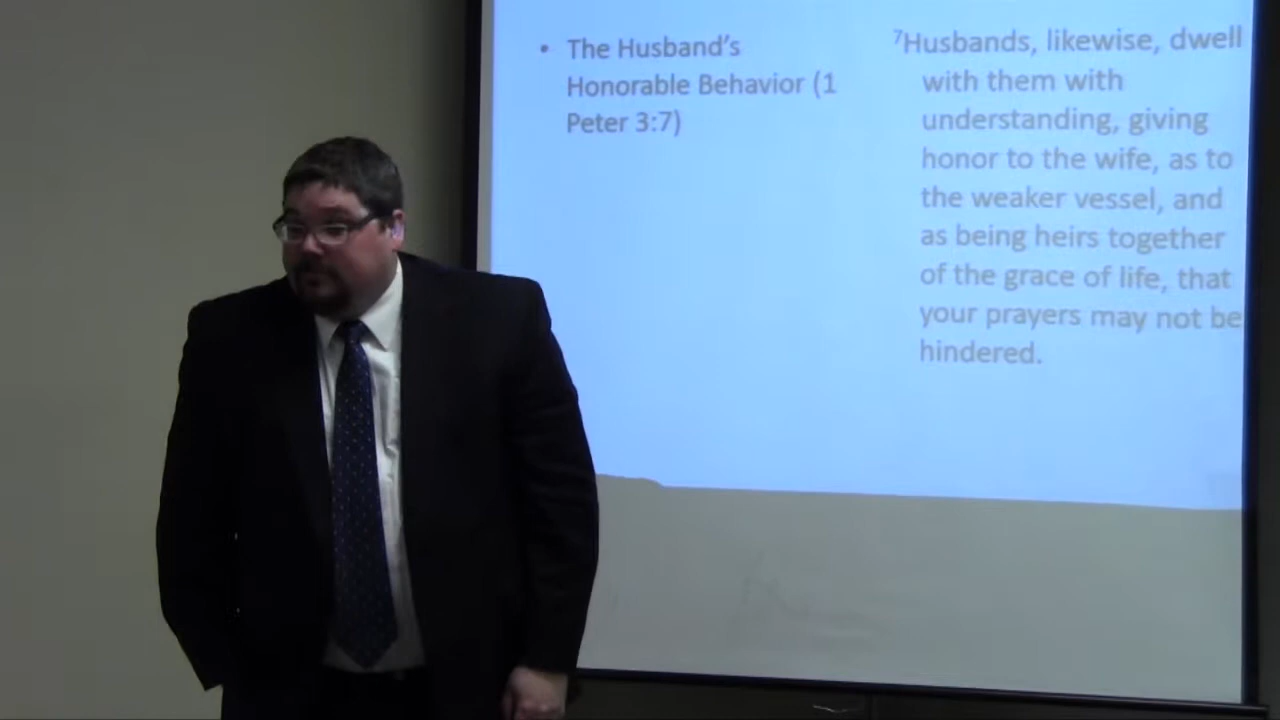 • The Husband's
Honorable Behavior (1
Peter 3:7)
⁷Husbands, likewise, dwell
with them with
understanding, giving
honor to the wife, as to
the weaker vessel, and
as being heirs together
of the grace of life, that
your prayers may not be
hindered.